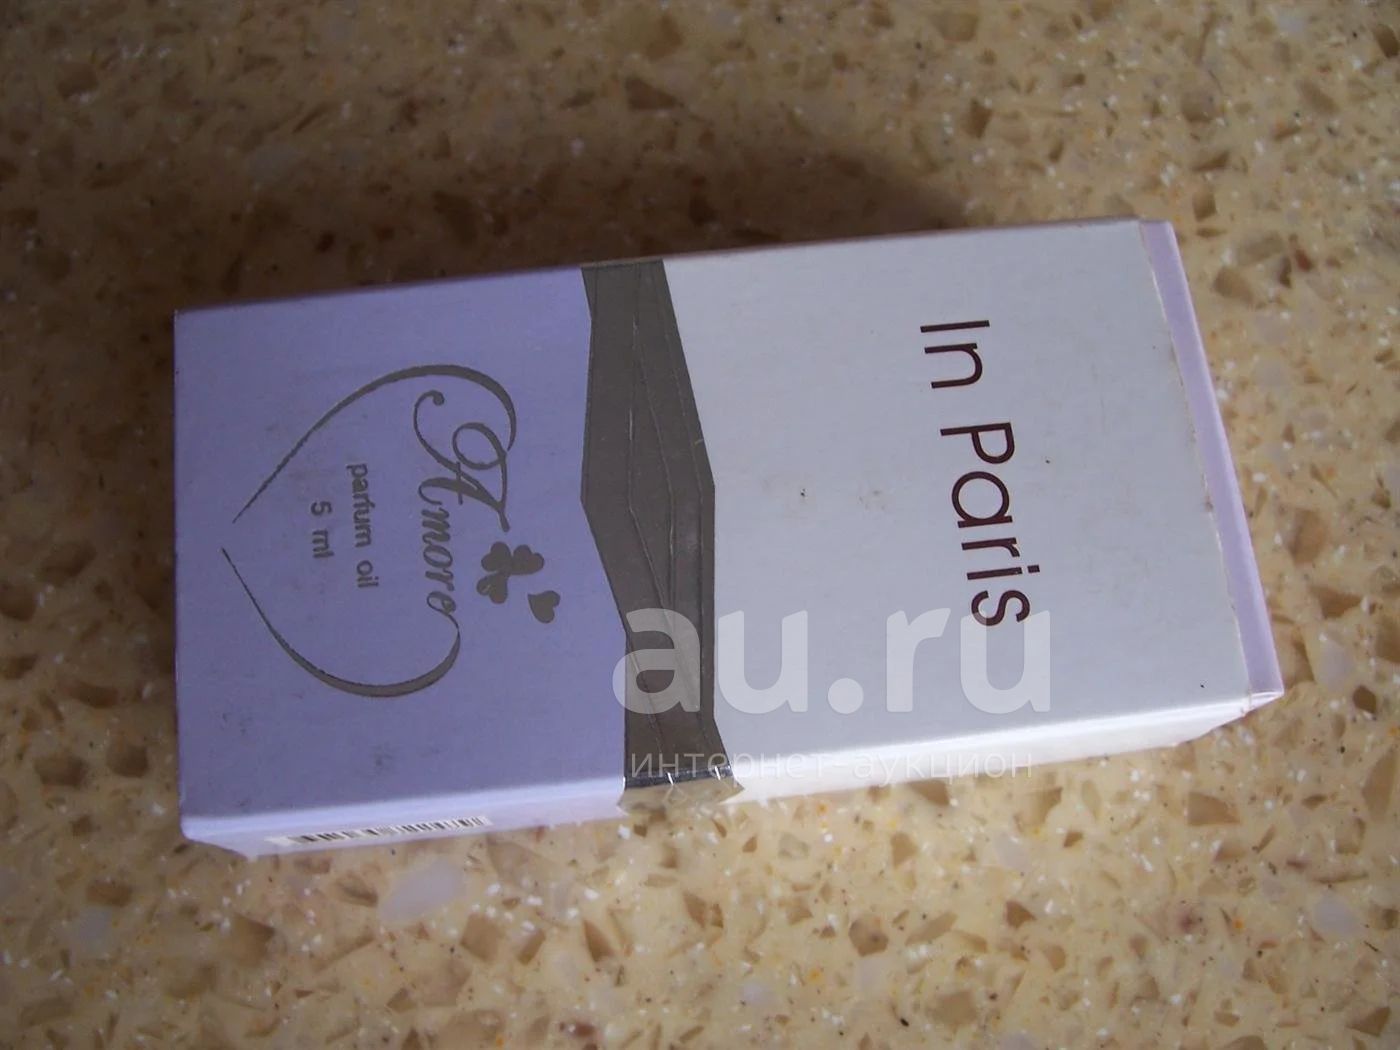 In Paris
Amore
parfum oil
5 ml
au.ru
интернет-аукцион